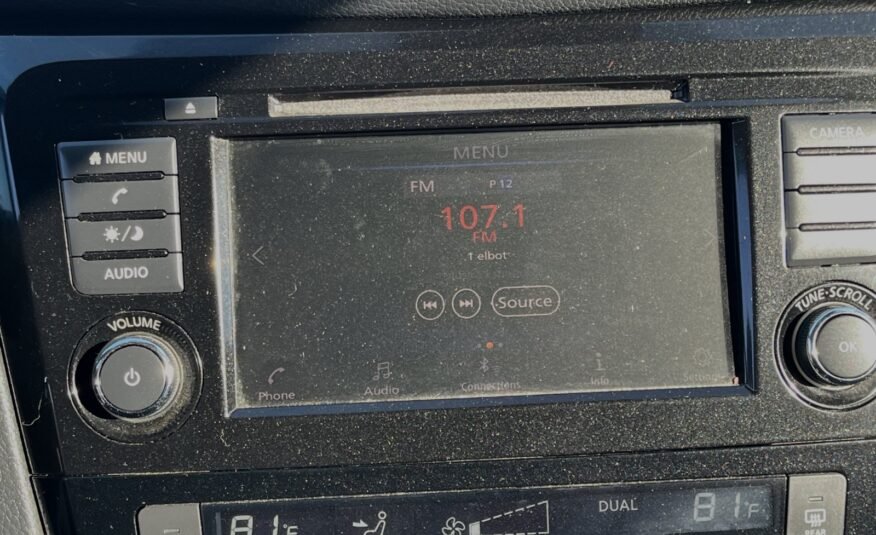 MENU
CAMERA
MENU
FM P 12
107.1
FM
1 elbot
AUDIO
Source
VOLUME
TUNE·SCROLL
OK
Phone
Audio
Connections
Info
Settings
DUAL
81°F
81°F
REAR